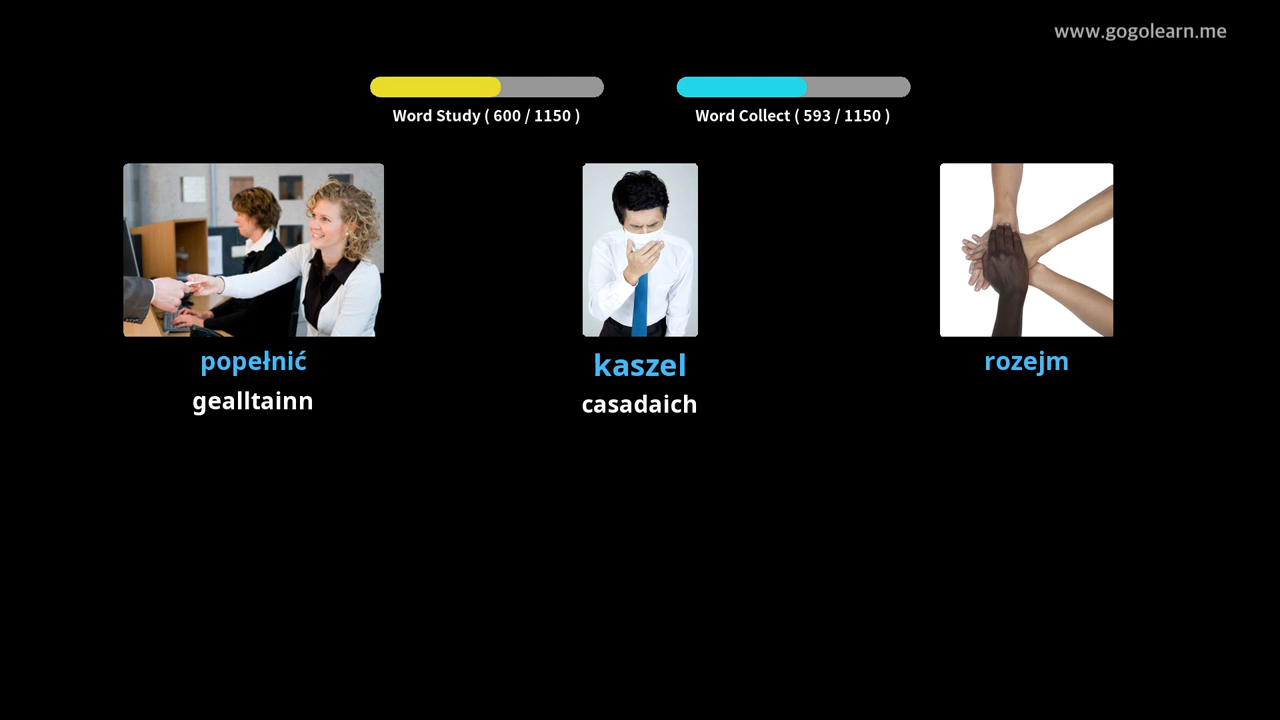 www.gogolearn.me
Word Study ( 600 / 1150 )
Word Collect ( 593 / 1150 )
popełnić
kaszel
rozejm
gealltainn
casadaich